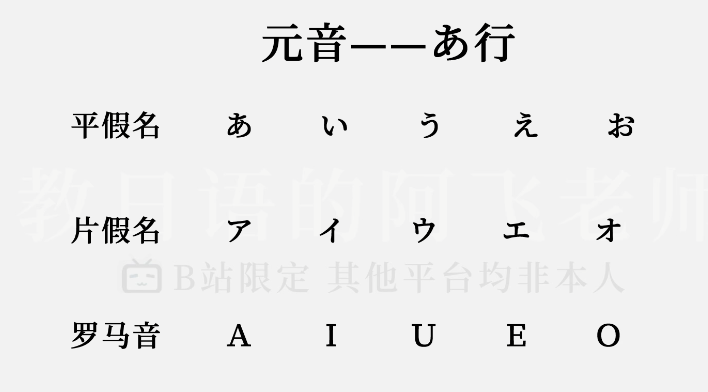 元音——あ行
平假名 あ い う え お
教日语的阿飞老师
片假名 ア イ ウ エ オ
B站限定 其他平台均非本人
罗马音 A I U E O